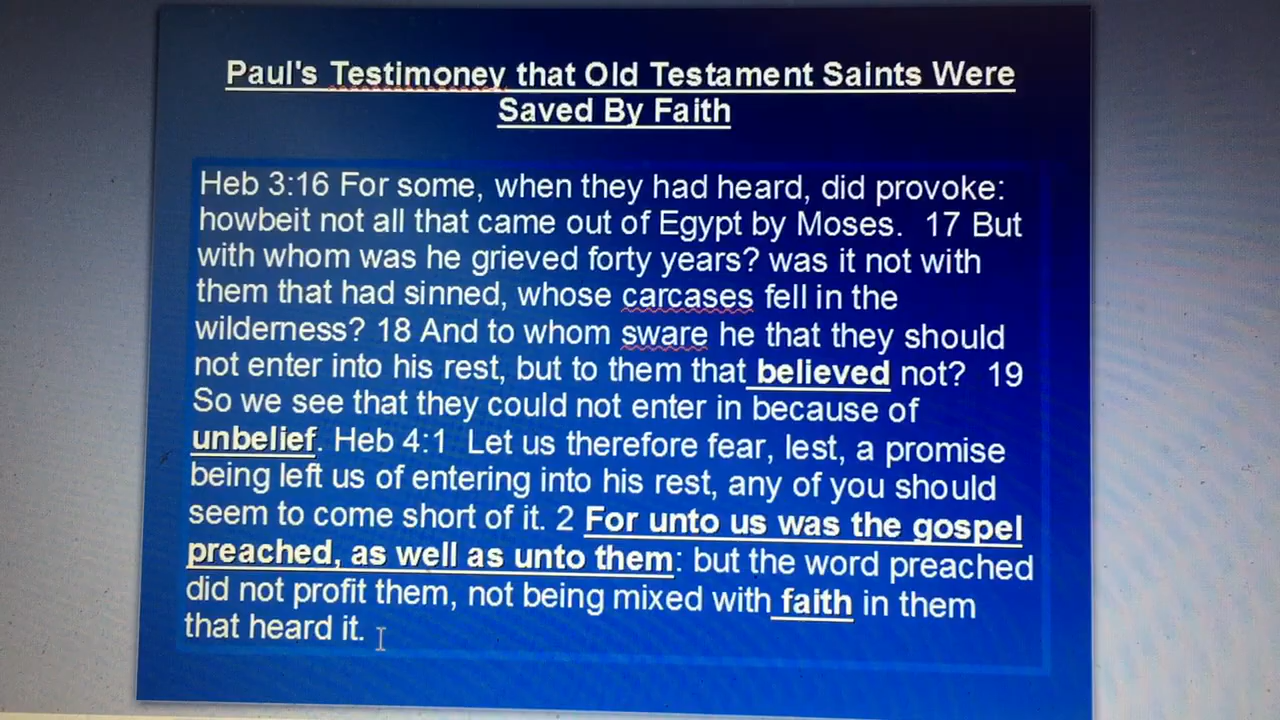 Paul's Testimoney that Old Testament Saints Were
Saved By Faith
Heb 3:16 For some, when they had heard, did provoke:
howbeit not all that came out of Egypt by Moses.  17 But
with whom was he grieved forty years? was it not with
them that had sinned, whose carcases fell in the
wilderness? 18 And to whom sware he that they should
not enter into his rest, but to them that believed not?  19
So we see that they could not enter in because of
unbelief. Heb 4:1  Let us therefore fear, lest, a promise
being left us of entering into his rest, any of you should
seem to come short of it. 2 For unto us was the gospel
preached, as well as unto them: but the word preached
did not profit them, not being mixed with faith in them
that heard it.